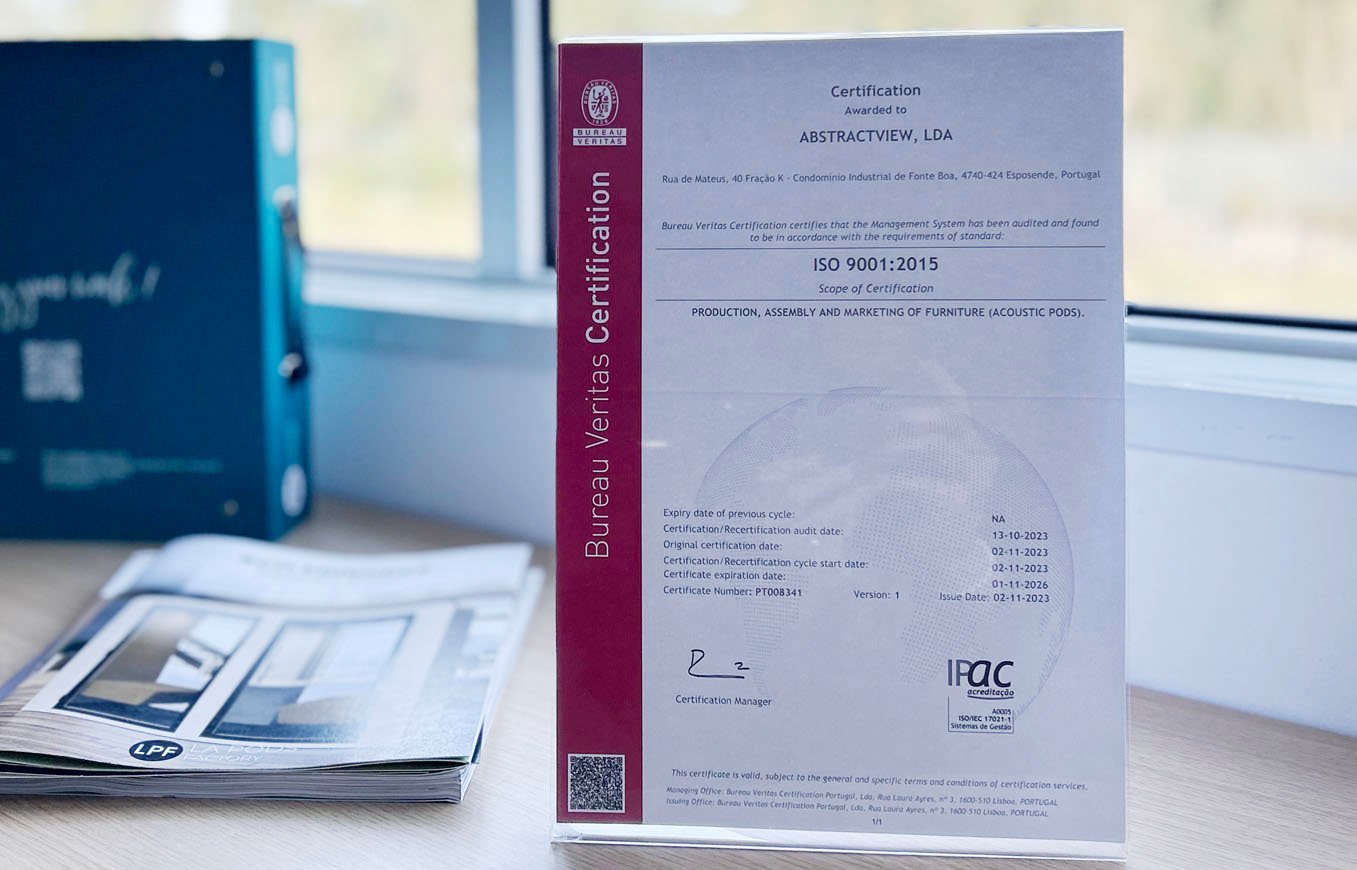 BUREAU VERITAS
1828
BUREAU
VERITAS
Bureau Veritas Certification
Certification
Awarded to
ABSTRACTVIEW, LDA
Rua de Mateus, 40 Fração K - Condomínio Industrial de Fonte Boa, 4740-424 Esposende, Portugal
Bureau Veritas Certification certifies that the Management System has been audited and found
to be in accordance with the requirements of standard:
ISO 9001:2015
Scope of Certification
PRODUCTION, ASSEMBLY AND MARKETING OF FURNITURE (ACOUSTIC PODS).
Expiry date of previous cycle: NA
Certification/Recertification audit date: 13-10-2023
Original certification date: 02-11-2023
Certification/Recertification cycle start date: 02-11-2023
Certificate expiration date: 01-11-2026
Certificate Number: PT008341 Version: 1 Issue Date: 02-11-2023
Certification Manager
IPac
acreditação
A0005
ISO/IEC 17021-1
Sistemas de Gestão
This certificate is valid, subject to the general and specific terms and conditions of certification services.
Managing Office: Bureau Veritas Certification Portugal, Lda. Rua Laura Ayres, nº 3, 1600-510 Lisboa, PORTUGAL
Issuing Office: Bureau Veritas Certification Portugal, Lda, Rua Laura Ayres, nº 3, 1600-510 Lisboa, PORTUGAL
1/1
LPF
LA PODS
FACTORY